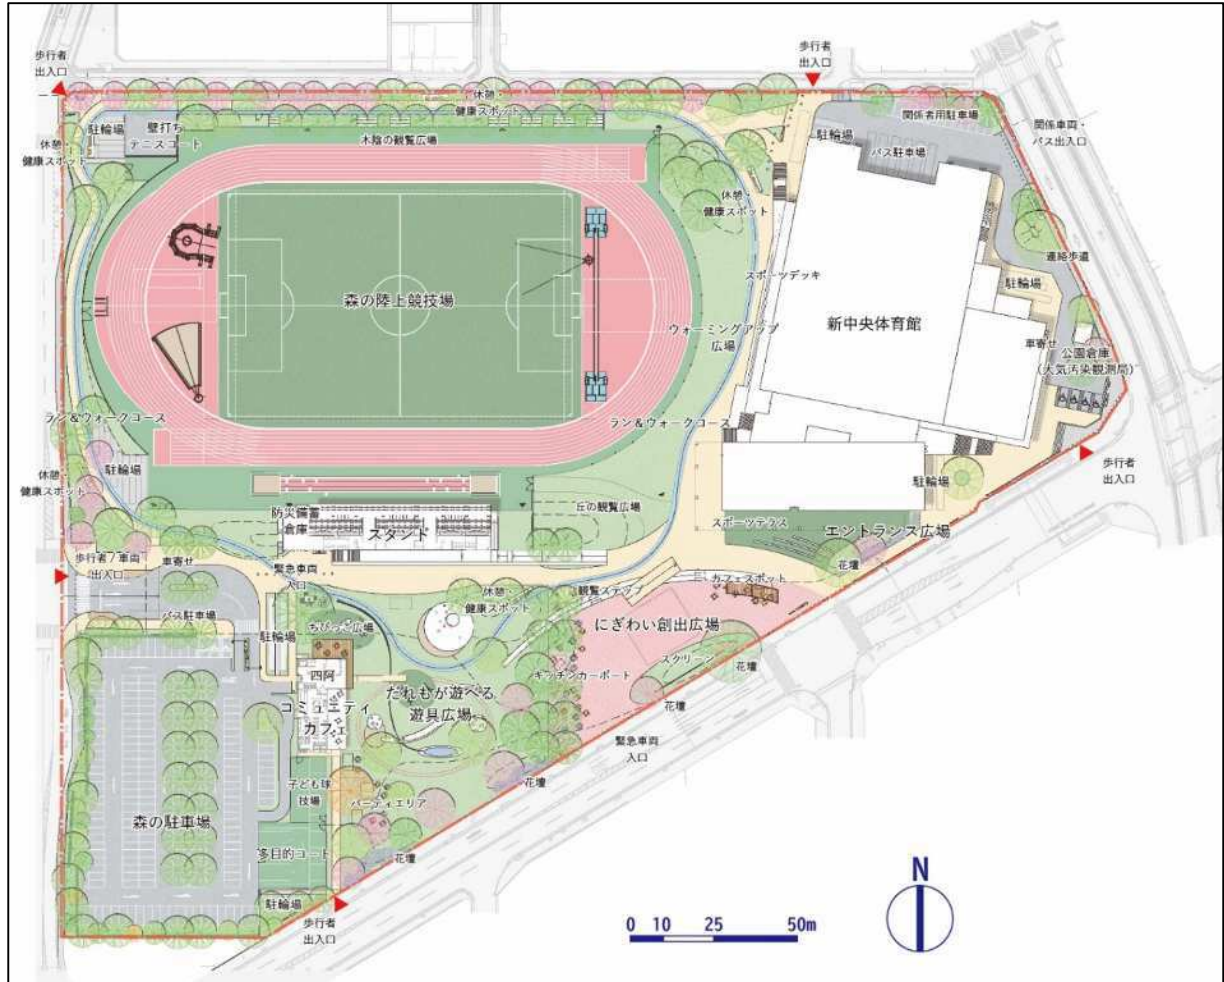 歩行者
出入口
歩行者
出入口
休憩・
健康スポット
関係者用駐車場
関係車両・
バス出入口
駐輪場
壁打ち
テニスコート
木陰の観覧広場
駐輪場
バス駐車場
休憩・
健康スポット
休憩・
健康スポット
連絡歩道
スポーツデッキ
駐輪場
森の陸上競技場
新中央体育館
ウォーミングアップ
広場
車寄せ
公園倉庫
(大気汚染観測局)
ラン&ウォークコース
ラン&ウォークコース
歩行者
出入口
駐輪場
休憩・
健康スポット
駐輪場
防災備蓄
倉庫
スタンド
丘の観覧広場
スポーツテラス
エントランス広場
歩行者/車両
出入口
車寄せ
緊急車両
入口
花壇
カフェスポット
休憩・
健康スポット
観覧ステップ
バス駐車場
駐輪場
ちびっこ広場
にぎわい創出広場
スクリーン
花壇
四阿
キッチンカーポート
だれもが遊べる
遊具広場
コミュニティ
カフェ
花壇
緊急車両
入口
花壇
子ども球
技場
パーティエリア
森の駐車場
多目的コート
花壇
駐輪場
歩行者
出入口
N
0 10 25 50m